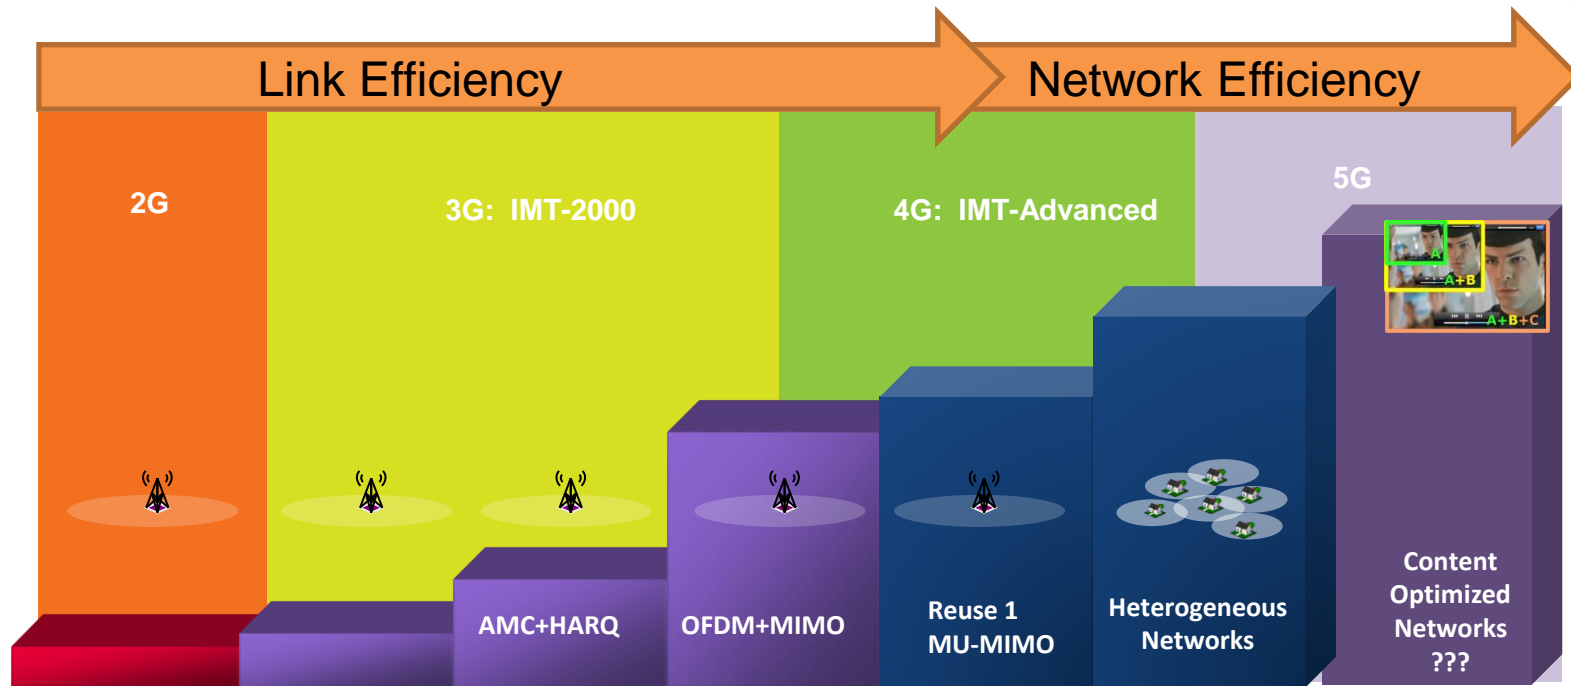 Link Efficiency
Network Efficiency
2G
3G: IMT-2000
4G: IMT-Advanced
5G
A
A+B
A+B+C
AMC+HARQ
OFDM+MIMO
Reuse 1
MU-MIMO
Heterogeneous
Networks
Content
Optimized
Networks
???